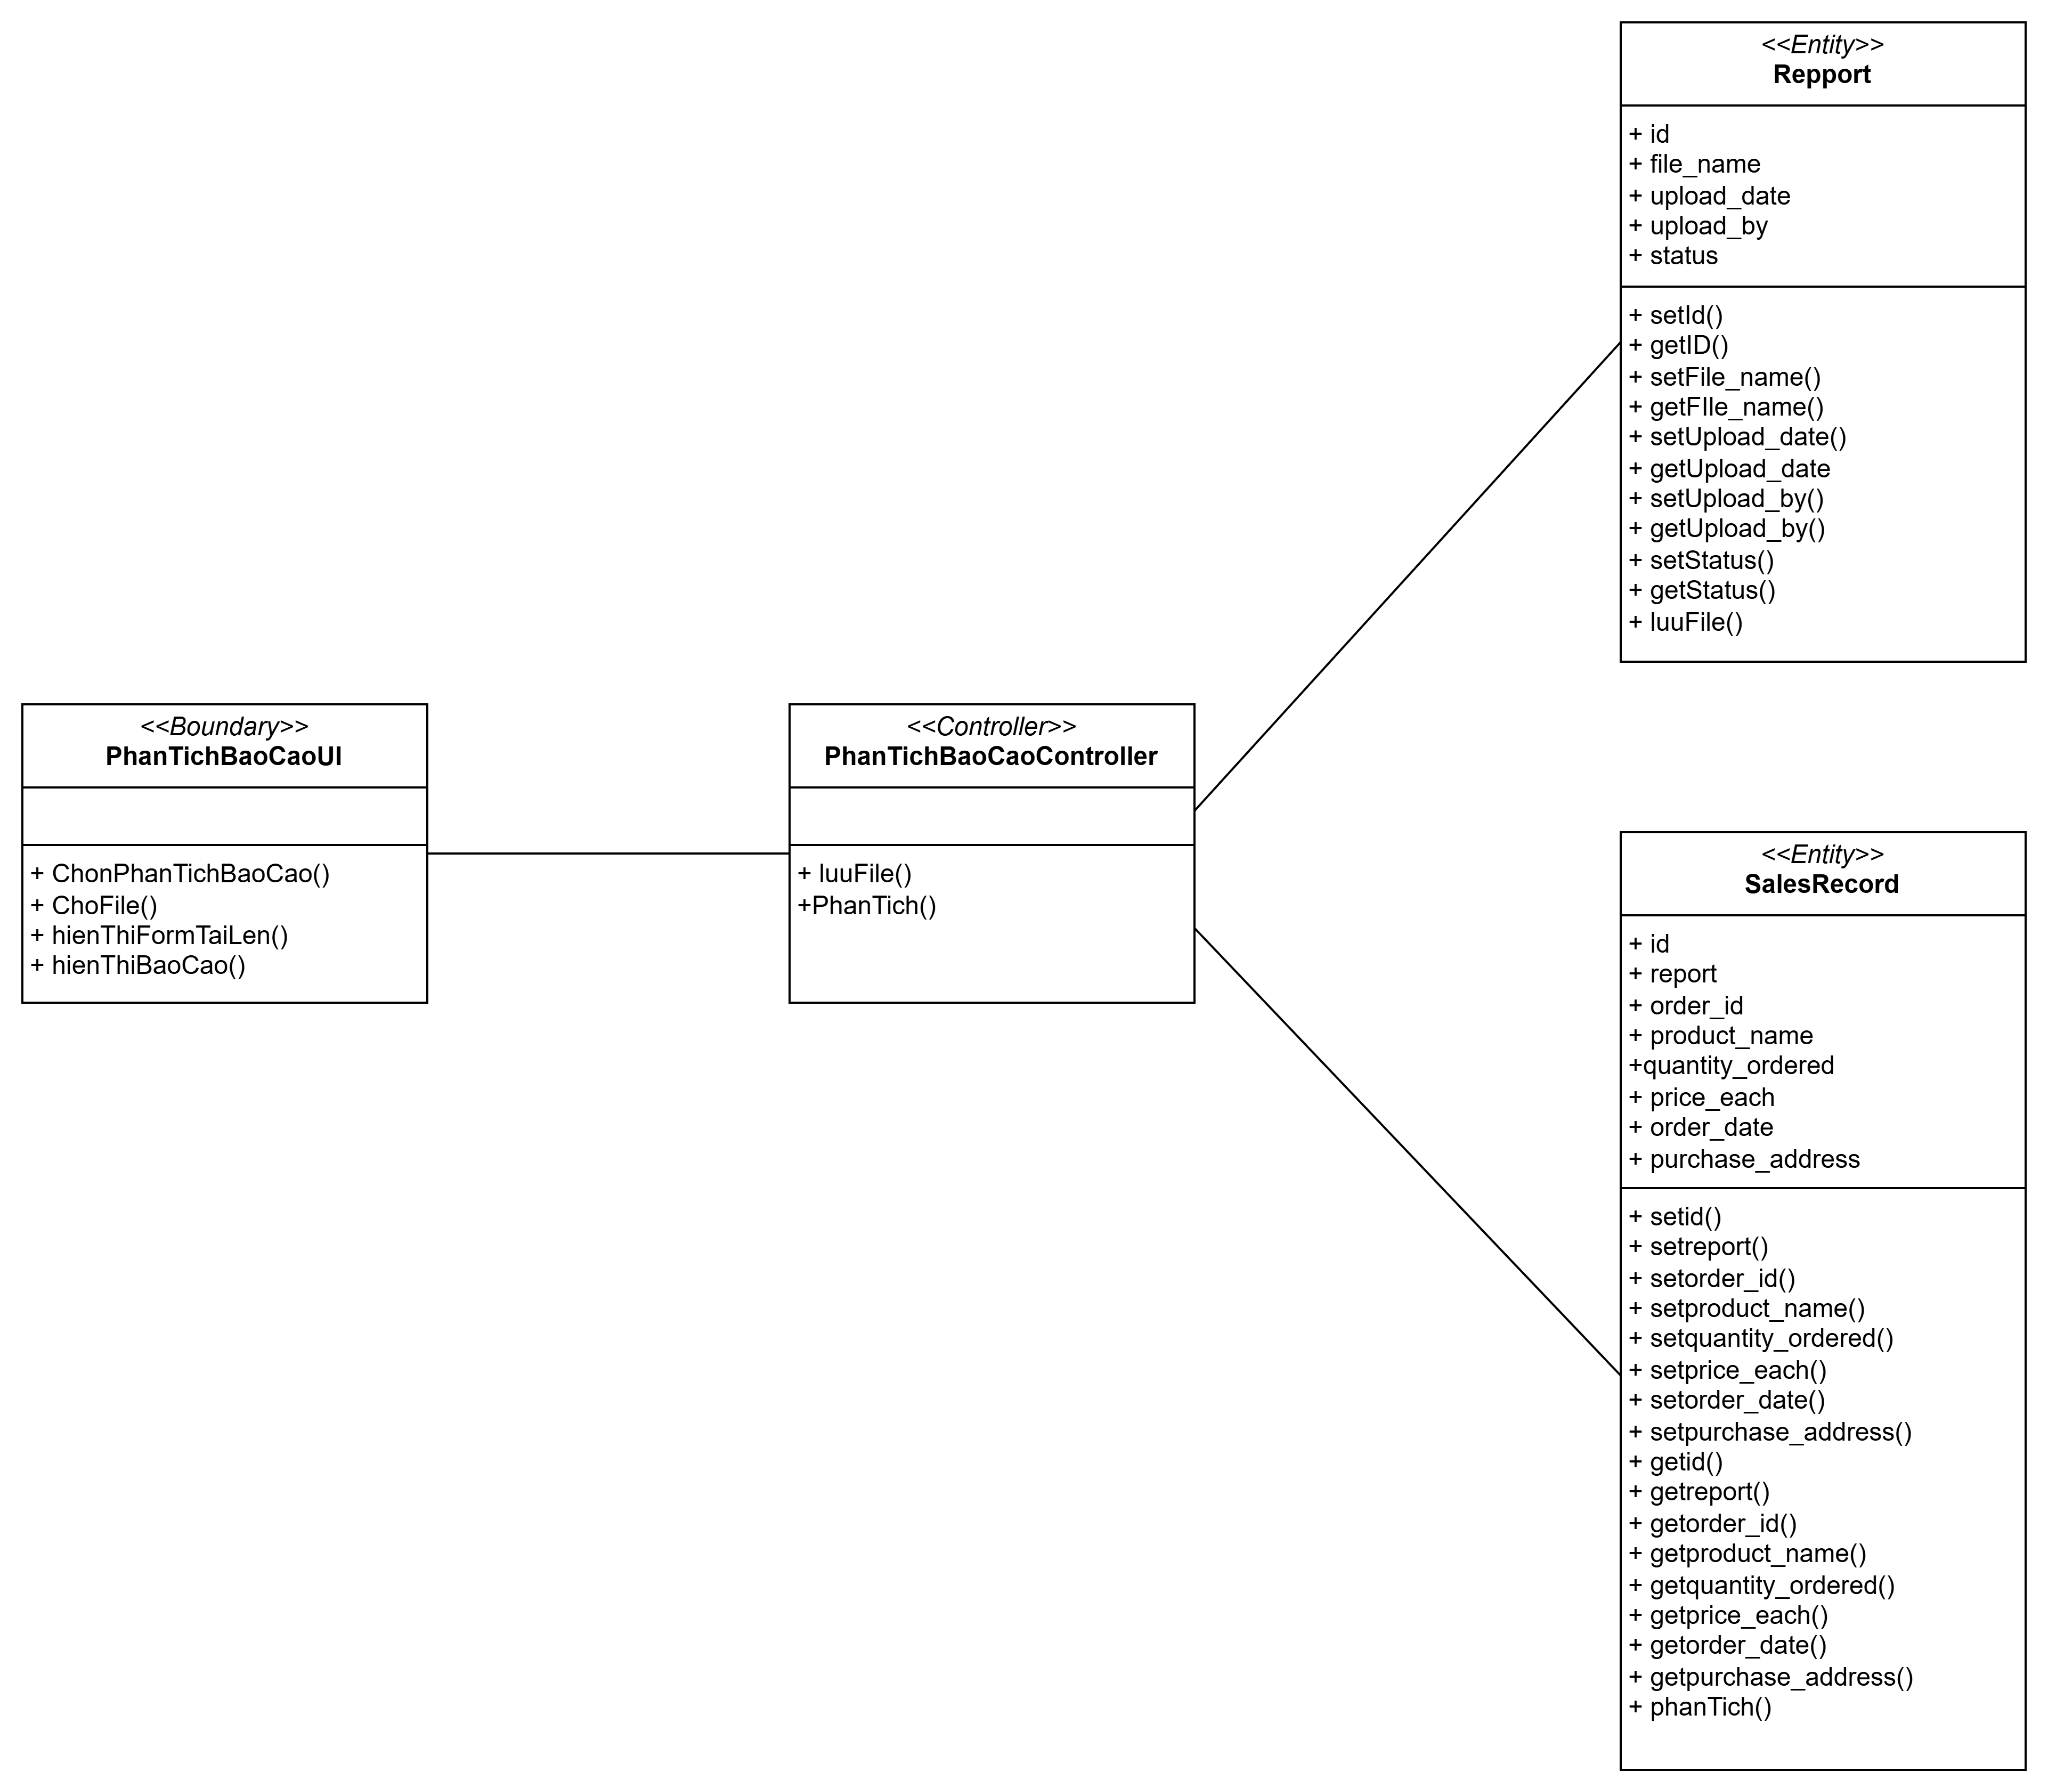 <<Boundary>>
PhanTichBaoCaoUI
+ ChonPhanTichBaoCao()
+ ChoFile()
+ hienThiFormTaiLen()
+ hienThiBaoCao()
<<Controller>>
PhanTichBaoCaoController
+ luuFile()
+PhanTich()
<<Entity>>
Repport
+ id
+ file_name
+ upload_date
+ upload_by
+ status
+ setId()
+ getID()
+ setFile_name()
+ getFIle_name()
+ setUpload_date()
+ getUpload_date
+ setUpload_by()
+ getUpload_by()
+ setStatus()
+ getStatus()
+ luuFile()
<<Entity>>
SalesRecord
+ id
+ report
+ order_id
+ product_name
+quantity_ordered
+ price_each
+ order_date
+ purchase_address
+ setid()
+ setreport()
+ setorder_id()
+ setproduct_name()
+ setquantity_ordered()
+ setprice_each()
+ setorder_date()
+ setpurchase_address()
+ getid()
+ getreport()
+ getorder_id()
+ getproduct_name()
+ getquantity_ordered()
+ getprice_each()
+ getorder_date()
+ getpurchase_address()
+ phanTich()